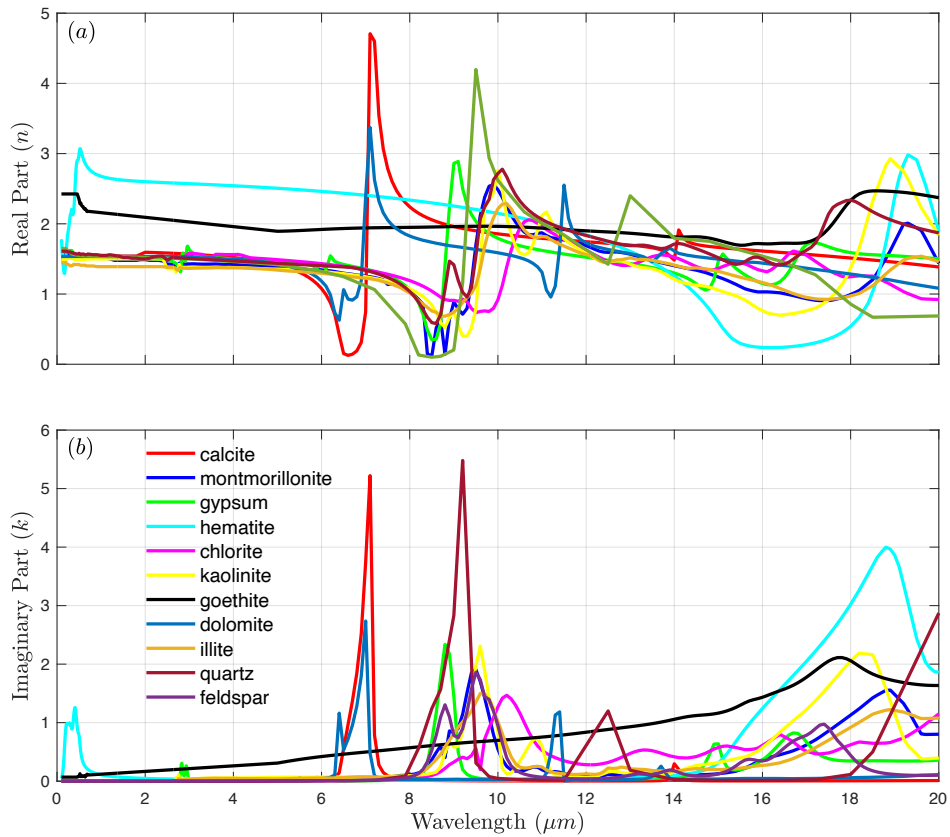 (a)
Real Part (n)
5
4
3
2
1
0
(b)
Imaginary Part (k)
6
5
4
3
2
1
0
calcite
montmorillonite
gypsum
hematite
chlorite
kaolinite
goethite
dolomite
illite
quartz
feldspar
0 2 4 6 8 10 12 14 16 18 20
Wavelength (μm)